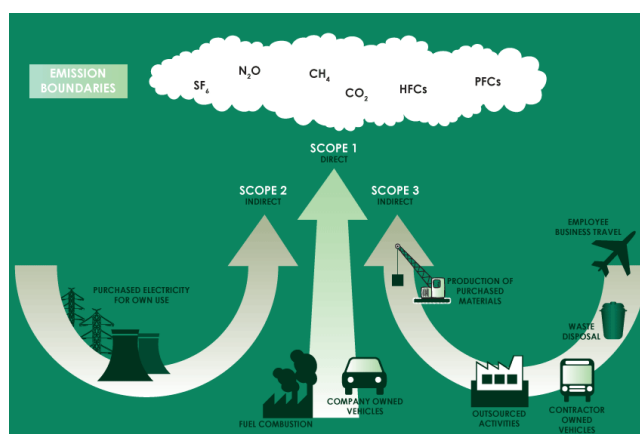 EMISSION
BOUNDARIES
SF₆
N₂O
CH₄
CO₂
HFCs
PFCs
SCOPE 1
DIRECT
SCOPE 2
INDIRECT
SCOPE 3
INDIRECT
EMPLOYEE
BUSINESS TRAVEL
PURCHASED ELECTRICITY
FOR OWN USE
PRODUCTION OF
PURCHASED
MATERIALS
WASTE
DISPOSAL
COMPANY OWNED
VEHICLES
FUEL COMBUSTION
OUTSOURCED
ACTIVITIES
CONTRACTOR
OWNED
VEHICLES